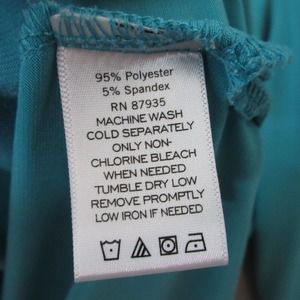 95% Polyester
5% Spandex
RN 87935
MACHINE WASH
COLD SEPARATELY
ONLY NON-
CHLORINE BLEACH
WHEN NEEDED
TUMBLE DRY LOW
REMOVE PROMPTLY
LOW IRON IF NEEDED